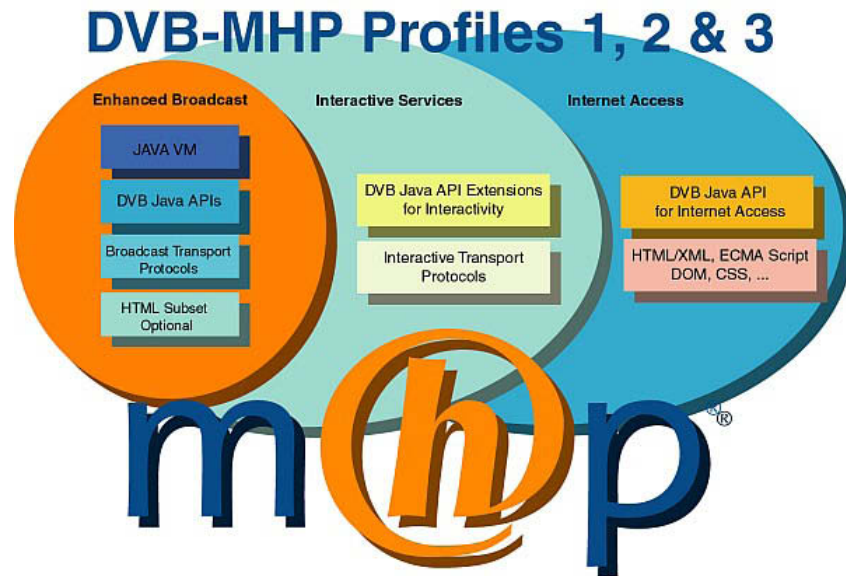 DVB-MHP Profiles 1, 2 & 3
Enhanced Broadcast
JAVA VM
DVB Java APIs
Broadcast Transport
Protocols
HTML Subset
Optional
Interactive Services
DVB Java API Extensions
for Interactivity
Interactive Transport
Protocols
Internet Access
DVB Java API
for Internet Access
HTML/XML, ECMA Script
DOM, CSS, ...
m@hp®®